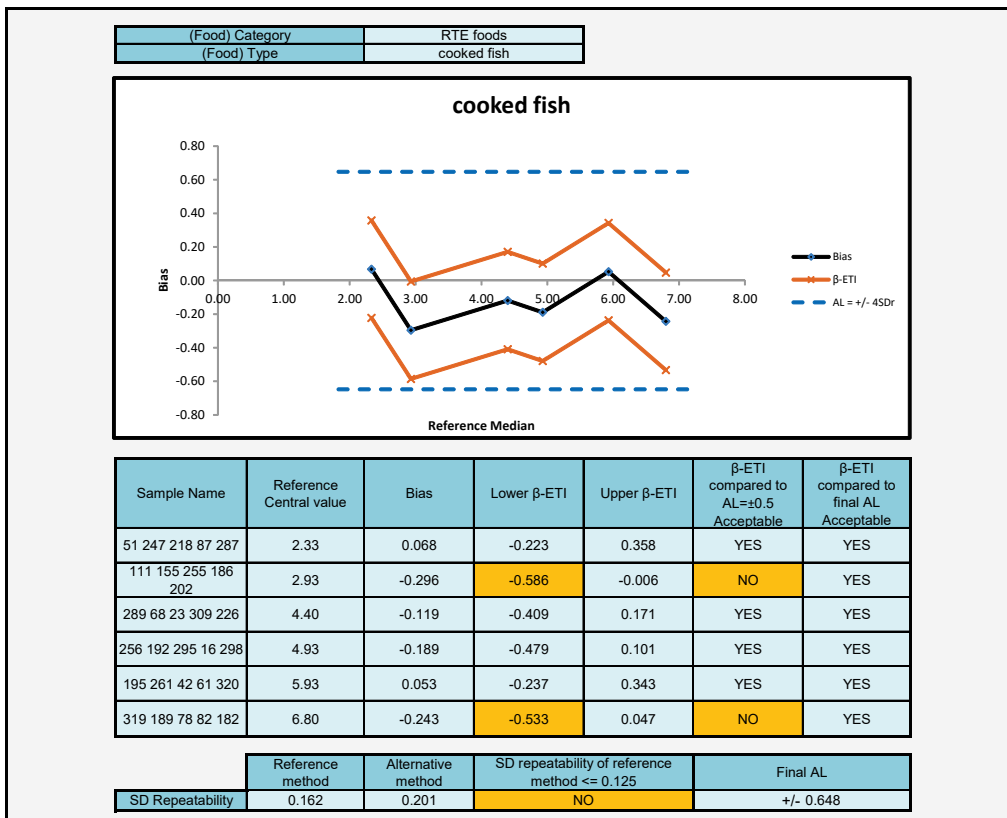 (Food) Category RTE foods
(Food) Type cooked fish
cooked fish
0.80
0.60
0.40
0.20
0.00
0.00 1.00 2.00 3.00 4.00 5.00 6.00 7.00 8.00
-0.20
-0.40
-0.60
-0.80
Bias
Reference Median
Bias
β-ETI
AL = +/- 4SDr
Sample Name Reference Central value Bias Lower β-ETI Upper β-ETI β-ETI compared to AL=±0.5 Acceptable β-ETI compared to final AL Acceptable
51 247 218 87 287 2.33 0.068 -0.223 0.358 YES YES
111 155 255 186 202 2.93 -0.296 -0.586 -0.006 NO YES
289 68 23 309 226 4.40 -0.119 -0.409 0.171 YES YES
256 192 295 16 298 4.93 -0.189 -0.479 0.101 YES YES
195 261 42 61 320 5.93 0.053 -0.237 0.343 YES YES
319 189 78 82 182 6.80 -0.243 -0.533 0.047 NO YES
Reference method Alternative method SD repeatability of reference method <= 0.125 Final AL
SD Repeatability 0.162 0.201 NO +/- 0.648